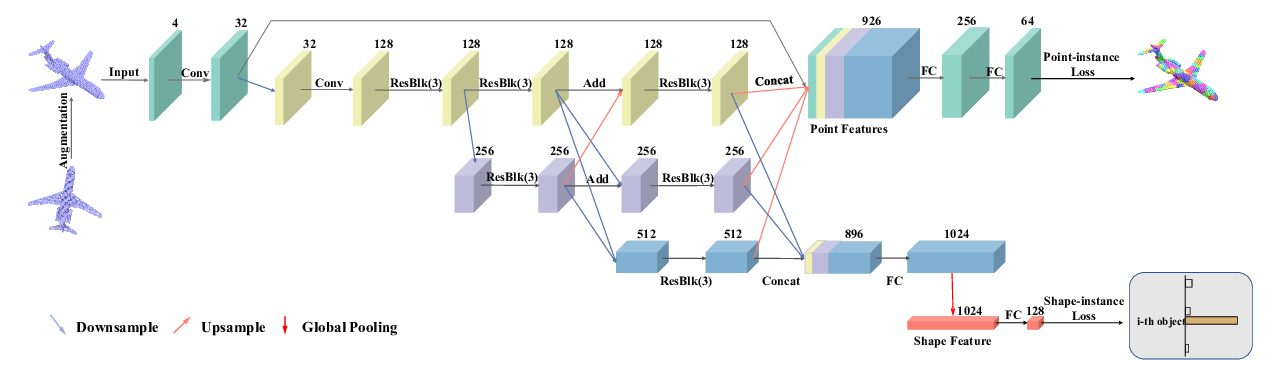 4
32
926
256
64
32
128
128
128
128
128
Input
Conv
Conv
ResBlk(3)
ResBlk(3)
Add
ResBlk(3)
Concat
FC
FC
Point-instance
Loss
Point Features
Augmentation
256
256
256
256
ResBlk(3)
Add
ResBlk(3)
512
512
896
1024
ResBlk(3)
Concat
FC
Downsample
Upsample
Global Pooling
1024
FC
128
Shape-instance
Loss
Shape Feature
i-th object